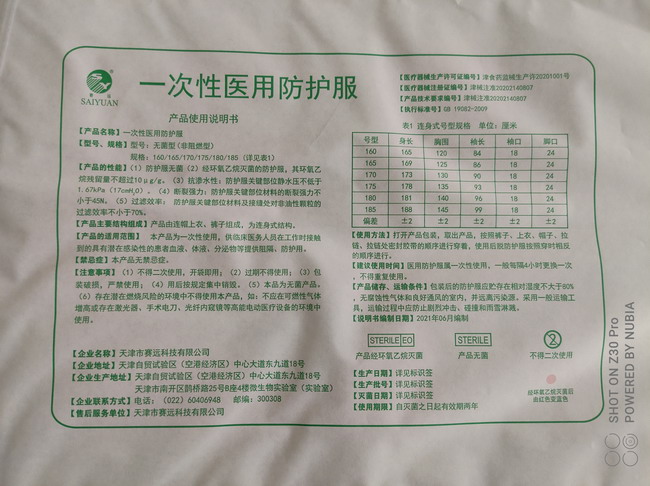 赛远
SAIYUAN
一次性医用防护服
产品使用说明书
【医疗器械生产许可证编号】津食药监械生产许20201001号
【医疗器械注册证编号】津械注准20202140807
【产品技术要求编号】津械注准20202140807
【执行标准号】GB 19082-2009
【产品名称】一次性医用防护服
【型号、规格】型号：无菌型（非阻燃型）
规格：160/165/170/175/180/185（详见表1）
【产品的性能】（1）防护服无菌（2）经环氧乙烷灭菌的防护服，其环氧乙
烷残留量不超过10μg/g。（3）抗渗水性：防护服关键部位静水压不低于
1.67kPa（17cmH₂O），（4）断裂强力：防护服关键部位材料的断裂强力不
小于45N。（5）过滤效率： 防护服关键部位材料及接缝处对非油性颗粒的
过滤效率不小于70%。
【产品主要结构组成】产品由连帽上衣、裤子组成，为连身式结构。
【产品的适用范围】 本产品为一次性使用，供临床医务人员在工作时接触
到的具有潜在感染性的患者血液、体液、分泌物等提供阻隔、防护用。
【禁忌症】本产品无禁忌症。
【注意事项】（1）不得二次使用，开袋即用；（2）过期不得使用；（3）包
装破损，严禁使用；（4）用后按规定集中销毁。（5）本品为无菌产品。
（6）存在潜在燃烧风险的环境中不得使用本产品，如：不应在可燃性气体
增高或存在激光器、手术电刀、光纤内窥镜等高能电动医疗设备的环境中
使用。
表1 连身式号型规格 单位：厘米
号型 身长 胸围 袖长 袖口 脚口
160 165 120 84 18 24
165 169 125 86 18 24
170 173 130 90 18 24
175 178 135 93 18 24
180 181 140 96 18 24
185 188 145 99 18 24
偏差 ±2 ±2 ±2 ±2 ±2
【使用方法】打开产品包装，取出产品，按照裤子、上衣、帽子、拉
链、拉链处密封胶带的顺序进行穿着，使用后脱防护服按照穿时相反
的顺序进行。
【建议使用时间】医用防护服属一次性使用，一般每隔4小时更换一次
，不得重复使用。
【产品储存、运输条件】包装后的防护服应贮存在相对湿度不大于80%
，无腐蚀性气体和良好通风的室内，并远离污染源。采用一般运输工
具，运输过程中应防止剧烈冲击、碰撞和雨雪淋溅。
【说明书编制日期】2021年06月编制
STERILE EO
STERILE
2
产品经环氧乙烷灭菌
产品无菌
不得二次使用
【企业名称】天津市赛远科技有限公司
【企业地址】天津自贸试验区（空港经济区）中心大道东九道18号
【企业生产地址】天津自贸试验区（空港经济区）中心大道东九道18号
天津市南开区鹊桥路25号B座4楼微生物实验室（实验室）
【企业联系方式】电话：（022）60406948 邮编：300308
【售后服务单位】天津市赛远科技有限公司
【生产日期】详见标识签
【生产批号】详见标识签
【灭菌日期】详见标识签
【使用期限】自灭菌之日起有效期两年
经环氧乙烷灭菌后
由红色变蓝色
SHOT ON Z30 Pro
POWERED BY NUBIA